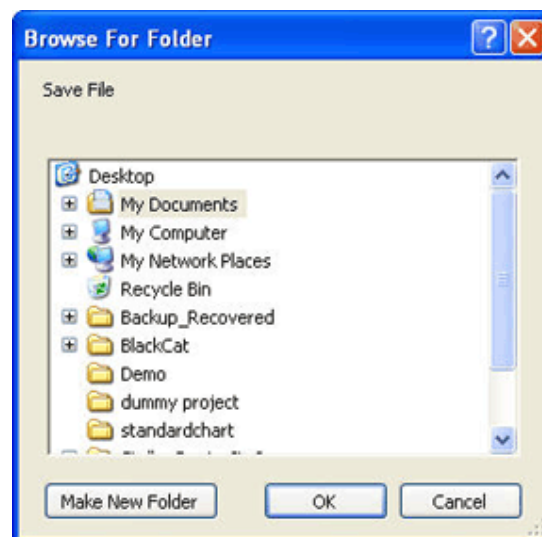 Browse For Folder
Save File
Desktop
My Documents
My Computer
My Network Places
Recycle Bin
Backup_Recovered
BlackCat
Demo
dummy project
standardchart
Make New Folder
OK
Cancel